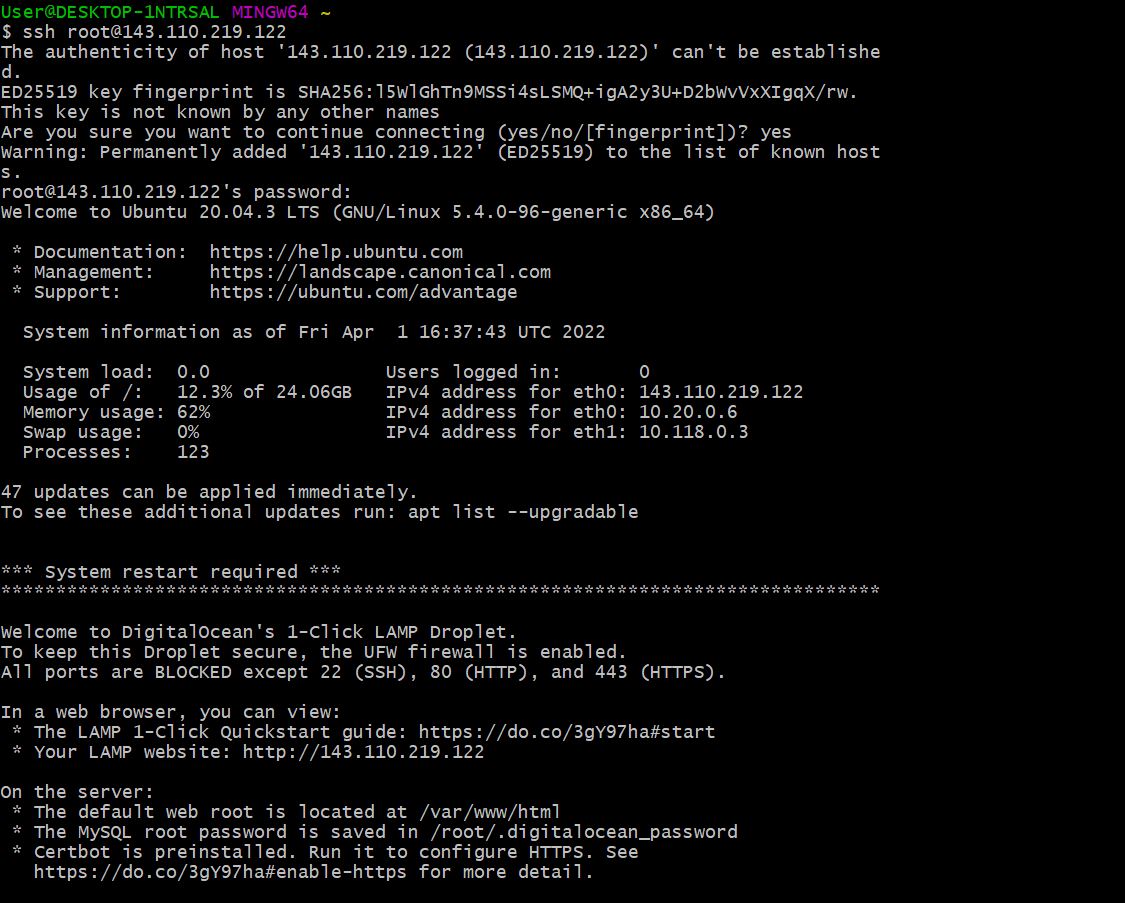 User@DESKTOP-1NTRSAL MINGW64 ~
$ ssh root@143.110.219.122
The authenticity of host '143.110.219.122 (143.110.219.122)' can't be establishe
d.
ED25519 key fingerprint is SHA256:l5WlGhTn9MSSi4sLSMQ+igA2y3U+D2bWvVxXIgqX/rw.
This key is not known by any other names
Are you sure you want to continue connecting (yes/no/[fingerprint])? yes
Warning: Permanently added '143.110.219.122' (ED25519) to the list of known host
s.
root@143.110.219.122's password:
Welcome to Ubuntu 20.04.3 LTS (GNU/Linux 5.4.0-96-generic x86_64)

 * Documentation:  https://help.ubuntu.com
 * Management:     https://landscape.canonical.com
 * Support:        https://ubuntu.com/advantage

  System information as of Fri Apr  1 16:37:43 UTC 2022

  System load:  0.0                Users logged in:       0
  Usage of /:   12.3% of 24.06GB   IPv4 address for eth0: 143.110.219.122
  Memory usage: 62%                IPv4 address for eth0: 10.20.0.6
  Swap usage:   0%                 IPv4 address for eth1: 10.118.0.3
  Processes:    123

47 updates can be applied immediately.
To see these additional updates run: apt list --upgradable

*** System restart required ***
********************************************************************************

Welcome to DigitalOcean's 1-Click LAMP Droplet.
To keep this Droplet secure, the UFW firewall is enabled.
All ports are BLOCKED except 22 (SSH), 80 (HTTP), and 443 (HTTPS).

In a web browser, you can view:
 * The LAMP 1-Click Quickstart guide: https://do.co/3gY97ha#start
 * Your LAMP website: http://143.110.219.122

On the server:
 * The default web root is located at /var/www/html
 * The MySQL root password is saved in /root/.digitalocean_password
 * Certbot is preinstalled. Run it to configure HTTPS. See
   https://do.co/3gY97ha#enable-https for more detail.